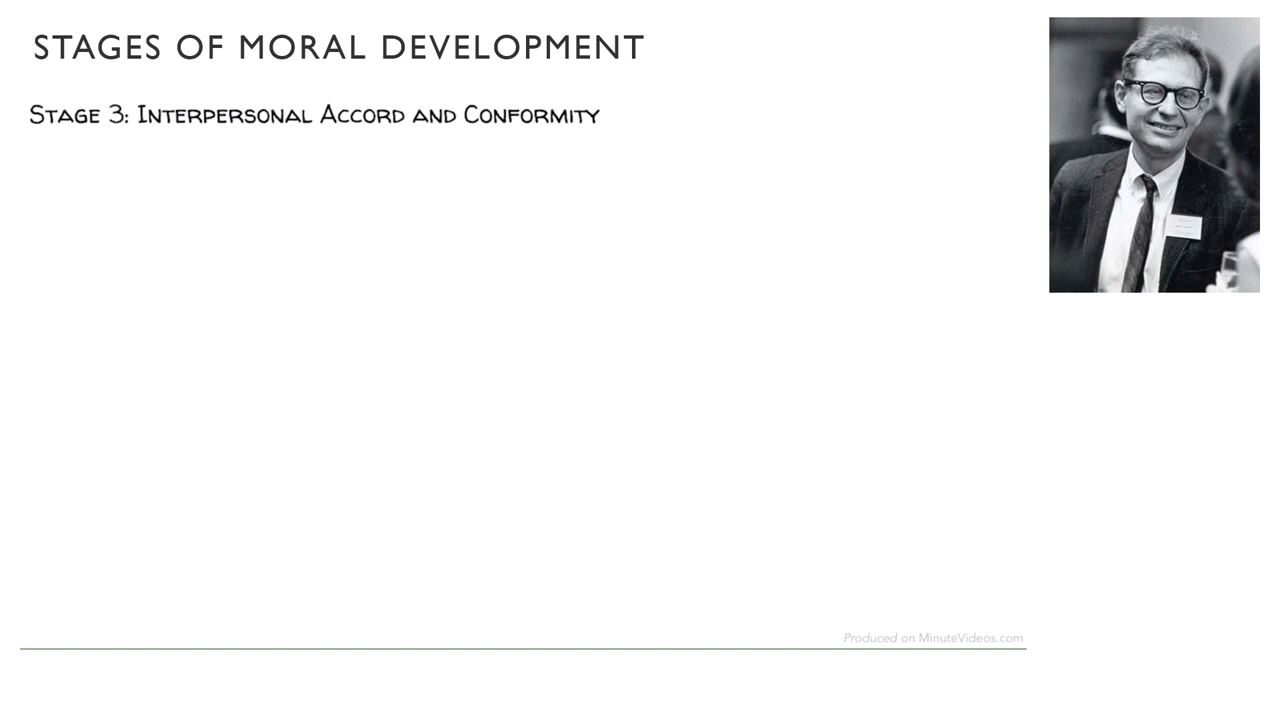 STAGES OF MORAL DEVELOPMENT
Stage 3: Interpersonal Accord and Conformity
Produced on MinuteVideos.com